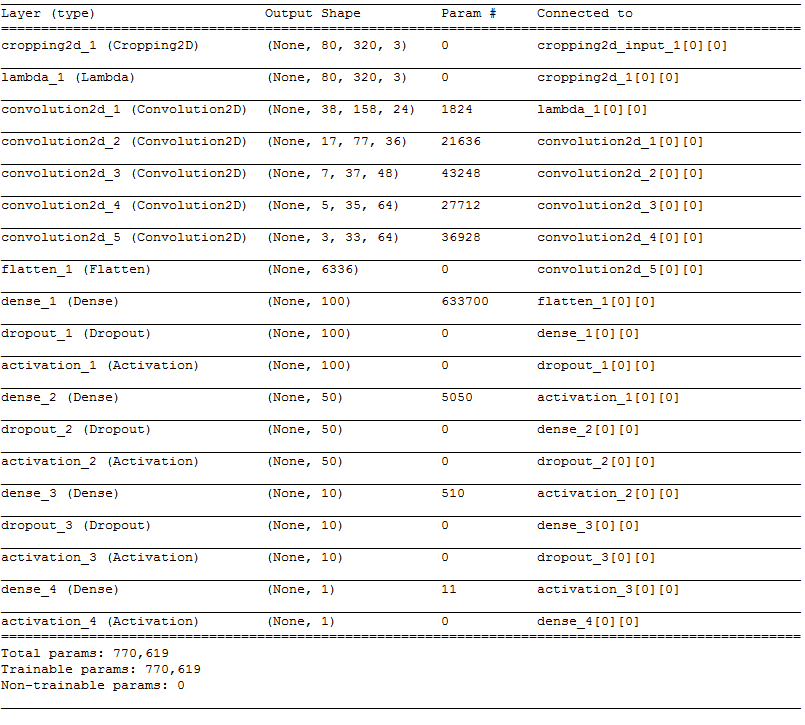 Layer (type) Output Shape Param # Connected to
====================================================================================================
cropping2d_1 (Cropping2D) (None, 80, 320, 3) 0 cropping2d_input_1[0][0]
lambda_1 (Lambda) (None, 80, 320, 3) 0 cropping2d_1[0][0]
convolution2d_1 (Convolution2D) (None, 38, 158, 24) 1824 lambda_1[0][0]
convolution2d_2 (Convolution2D) (None, 17, 77, 36) 21636 convolution2d_1[0][0]
convolution2d_3 (Convolution2D) (None, 7, 37, 48) 43248 convolution2d_2[0][0]
convolution2d_4 (Convolution2D) (None, 5, 35, 64) 27712 convolution2d_3[0][0]
convolution2d_5 (Convolution2D) (None, 3, 33, 64) 36928 convolution2d_4[0][0]
flatten_1 (Flatten) (None, 6336) 0 convolution2d_5[0][0]
dense_1 (Dense) (None, 100) 633700 flatten_1[0][0]
dropout_1 (Dropout) (None, 100) 0 dense_1[0][0]
activation_1 (Activation) (None, 100) 0 dropout_1[0][0]
dense_2 (Dense) (None, 50) 5050 activation_1[0][0]
dropout_2 (Dropout) (None, 50) 0 dense_2[0][0]
activation_2 (Activation) (None, 50) 0 dropout_2[0][0]
dense_3 (Dense) (None, 10) 510 activation_2[0][0]
dropout_3 (Dropout) (None, 10) 0 dense_3[0][0]
activation_3 (Activation) (None, 10) 0 dropout_3[0][0]
dense_4 (Dense) (None, 1) 11 activation_3[0][0]
activation_4 (Activation) (None, 1) 0 dense_4[0][0]
====================================================================================================
Total params: 770,619
Trainable params: 770,619
Non-trainable params: 0